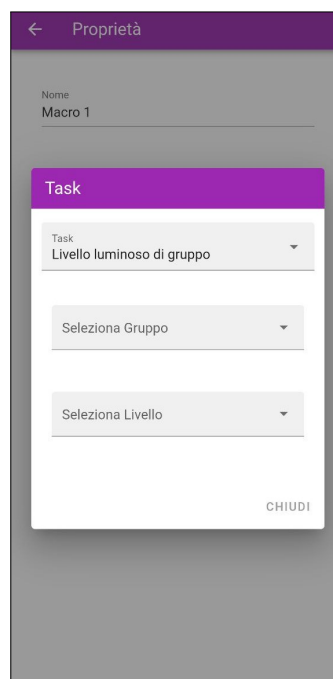 Proprietà
Nome
Macro 1
Task
Task
Livello luminoso di gruppo
Seleziona Gruppo
Seleziona Livello
CHIUDI